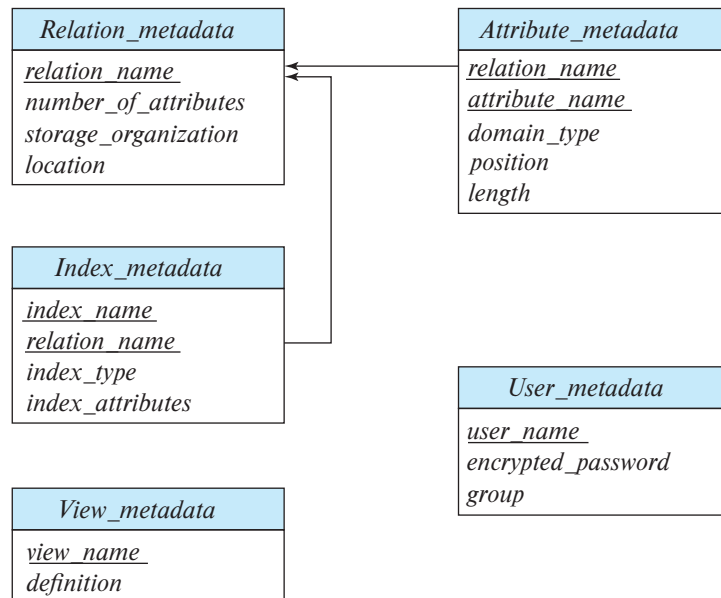 Relation_metadata
relation_name
number_of_attributes
storage_organization
location
Attribute_metadata
relation_name
attribute_name
domain_type
position
length
Index_metadata
index_name
relation_name
index_type
index_attributes
User_metadata
user_name
encrypted_password
group
View_metadata
view_name
definition